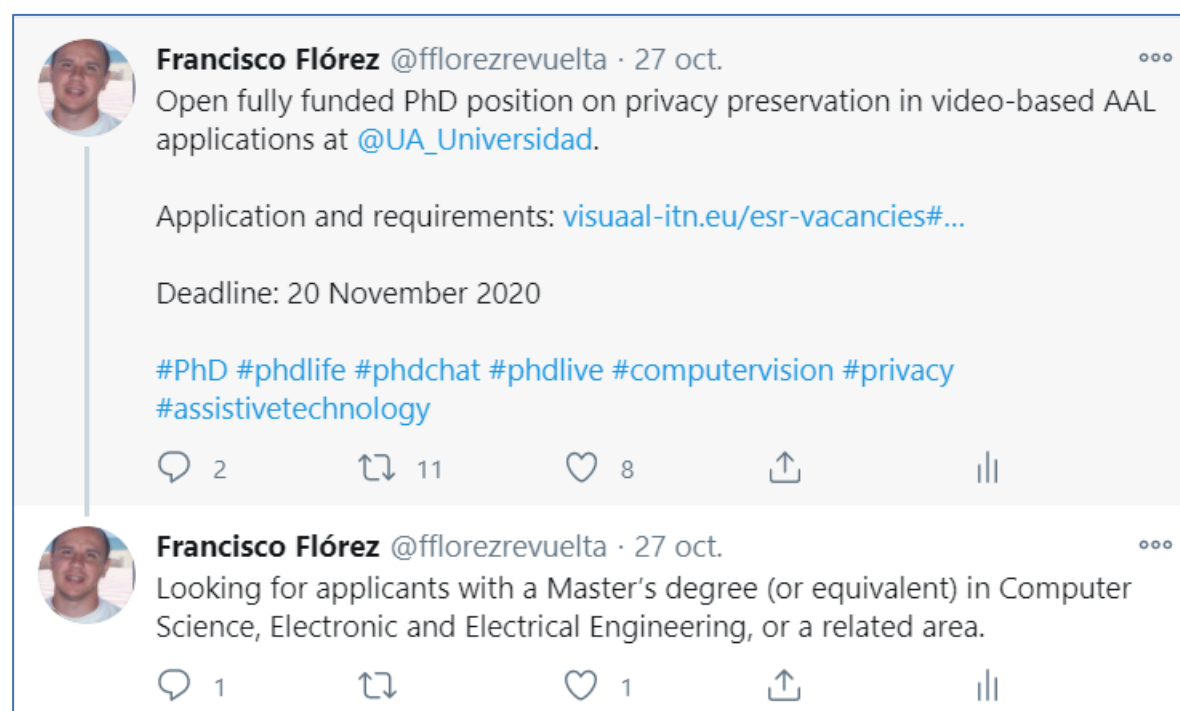 Francisco Flórez @fflorezrevuelta · 27 oct.
Open fully funded PhD position on privacy preservation in video-based AAL
applications at @UA_Universidad.
Application and requirements: visuaal-itn.eu/esr-vacancies#...
Deadline: 20 November 2020
#PhD #phdlife #phdchat #phdlive #computervision #privacy
#assistivetechnology
2 11 8
Francisco Flórez @fflorezrevuelta · 27 oct.
Looking for applicants with a Master's degree (or equivalent) in Computer
Science, Electronic and Electrical Engineering, or a related area.
1 1